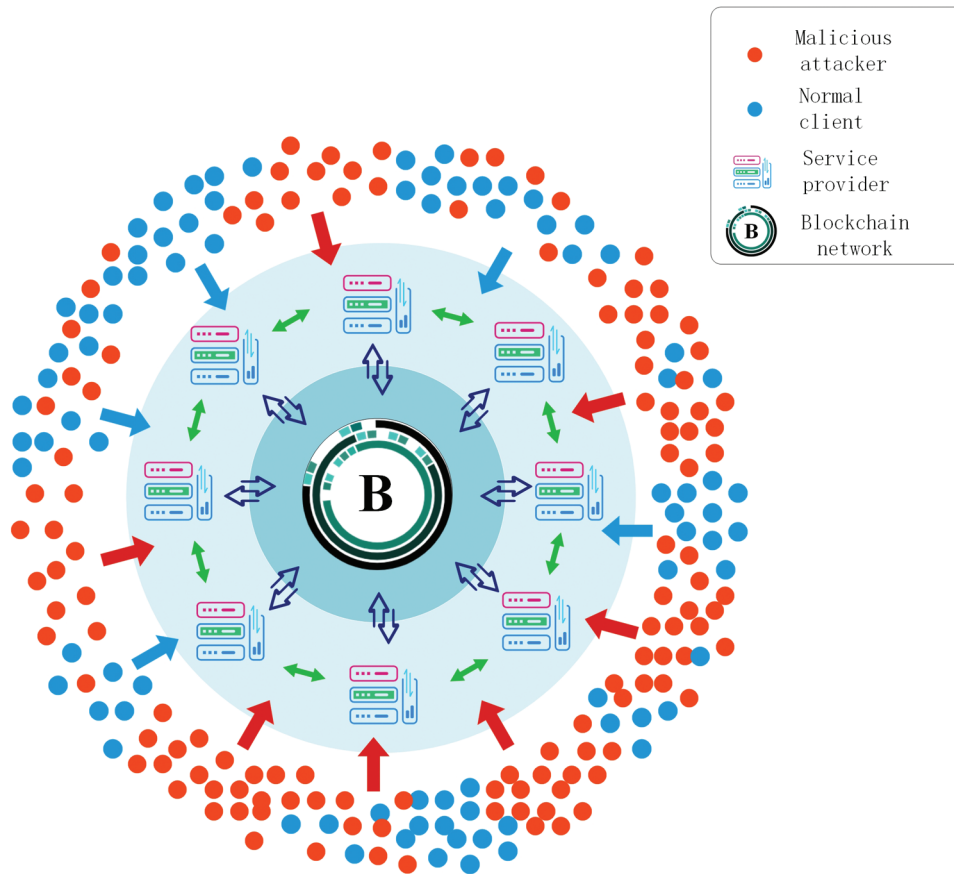 Malicious
attacker
Normal
client
Service
provider
B
Blockchain
network
B